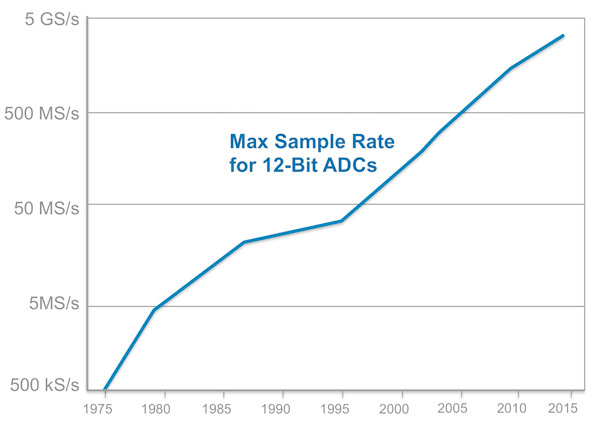 5 GS/s
500 MS/s
Max Sample Rate
for 12-Bit ADCs
50 MS/s
5MS/s
500 kS/s
1975 1980 1985 1990 1995 2000 2005 2010 2015